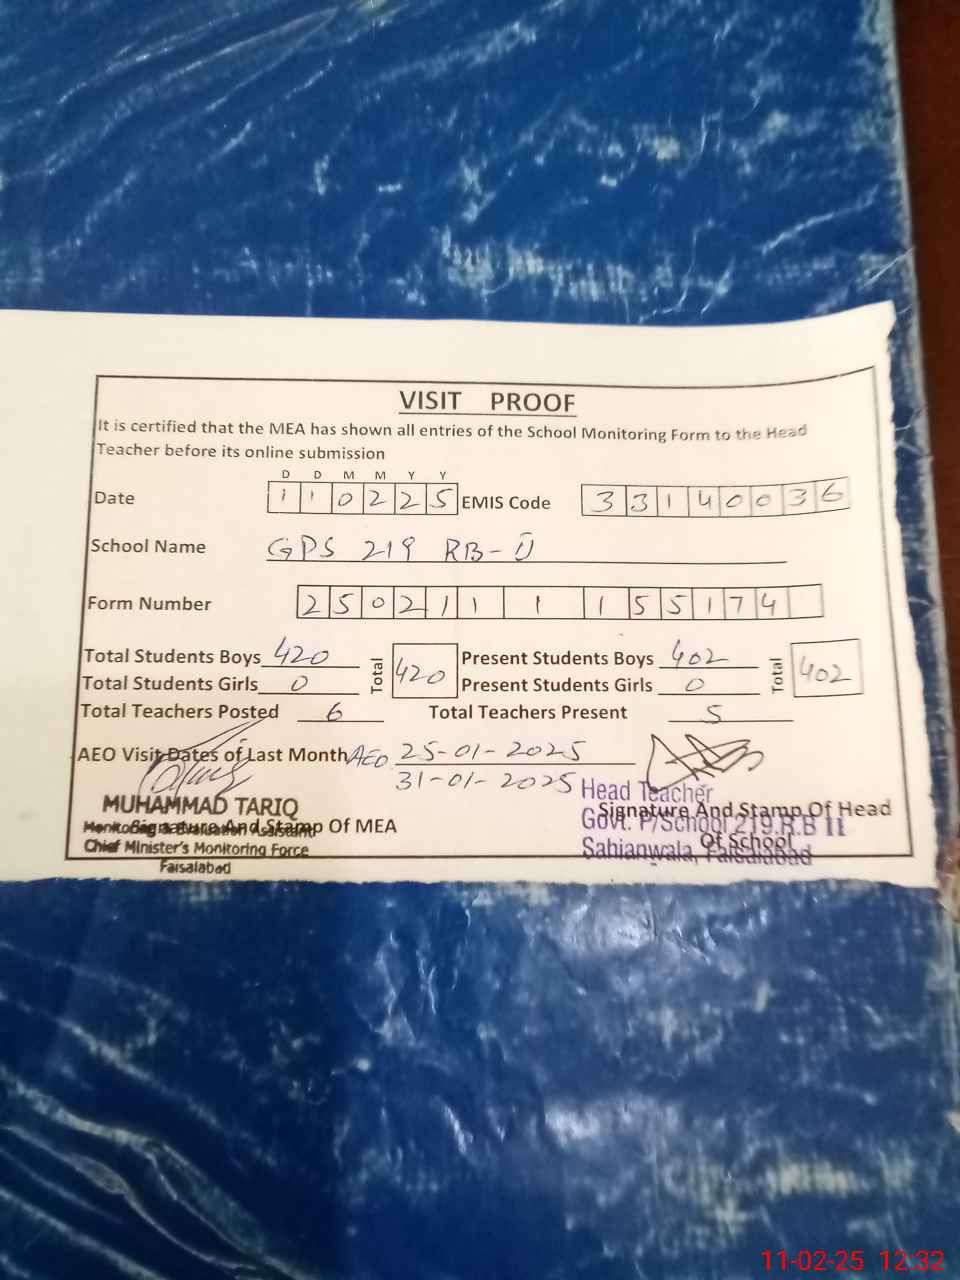 VISIT PROOF
It is certified that the MEA has shown all entries of the School Monitoring Form to the Head
Teacher before its online submission
D D M M Y Y
Date 1 1 0 2 2 5 EMIS Code 3 3 1 4 0 0 3 6
School Name GPS 219 RB-II
Form Number 2 5 0 2 1 1 1 1 5 5 1 7 4
Total Students Boys 420 Total 420 Present Students Boys 402 Total 402
Total Students Girls 0 Present Students Girls 0
Total Teachers Posted 6 Total Teachers Present 5
AEO Visit Dates of Last Month AEO 25-01-2025
31-01-2025
MUHAMMAD TARIQ
Signature And Stamp Of MEA
Monitoring & Evaluation Assistant
Chief Minister's Monitoring Force
Faisalabad
Head Teacher
Signature And Stamp Of Head
Govt. P/School 219.R.B II
Of School
Sahianwala, Faisalabad
11-02-25 12:32